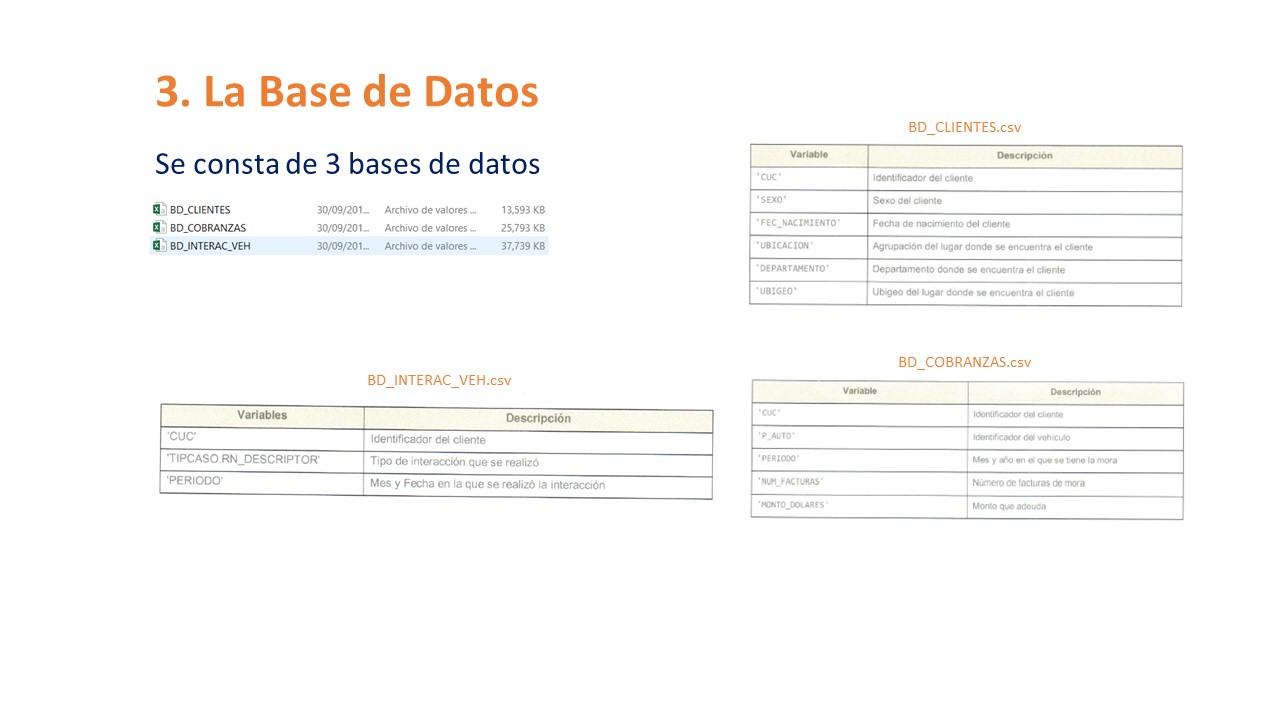 3. La Base de Datos
Se consta de 3 bases de datos
BD_CLIENTES 30/09/201... Archivo de valores ... 13,593 KB
BD_COBRANZAS 30/09/201... Archivo de valores ... 25,793 KB
BD_INTERAC_VEH 30/09/201... Archivo de valores ... 37,739 KB
BD_CLIENTES.csv
Variable Descripción
'CUC' Identificador del cliente
'SEXO' Sexo del cliente
'FEC_NACIMIENTO' Fecha de nacimiento del cliente
'UBICACION' Agrupación del lugar donde se encuentra el cliente
'DEPARTAMENTO' Departamento donde se encuentra el cliente
'UBIGEO' Ubigeo del lugar donde se encuentra el cliente
BD_INTERAC_VEH.csv
Variables Descripción
'CUC' Identificador del cliente
'TIPCASO.RN_DESCRIPTOR' Tipo de interacción que se realizó
'PERIODO' Mes y Fecha en la que se realizó la interacción
BD_COBRANZAS.csv
Variable Descripción
'CUC' Identificador del cliente
'P_AUTO' Identificador del vehículo
'PERIODO' Mes y año en el que se tiene la mora
'NUM_FACTURAS' Número de facturas de mora
'MONTO_DOLARES' Monto que adeuda